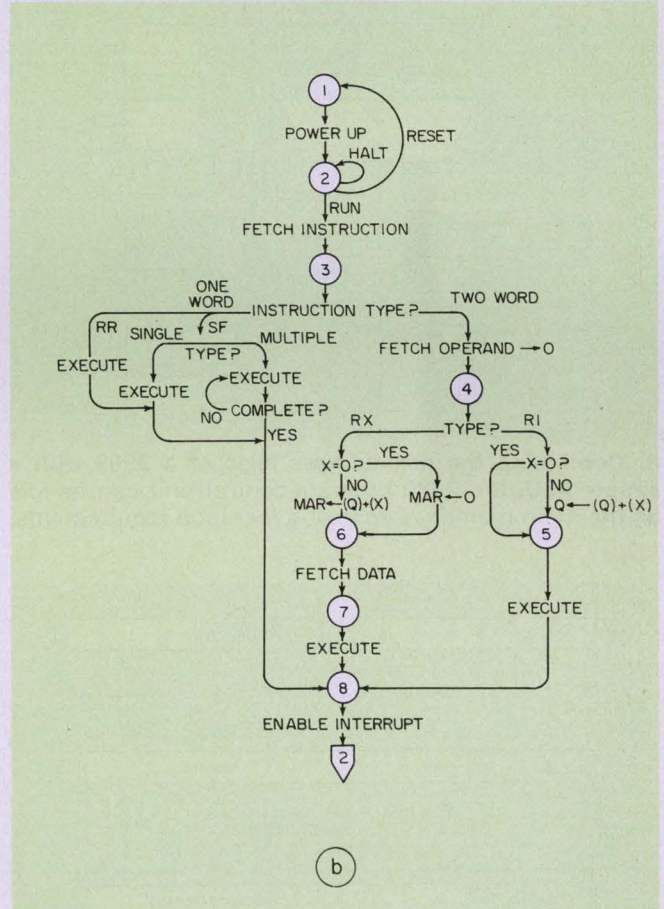 1
POWER UP
RESET
HALT
2
RUN
FETCH INSTRUCTION
3
ONE
WORD
INSTRUCTION TYPE?
TWO WORD
RR
SINGLE
SF
MULTIPLE
TYPE?
EXECUTE
EXECUTE
EXECUTE
NO
COMPLETE?
YES
FETCH OPERAND → O
4
RX
TYPE?
RI
X=O?
YES
NO
MAR ← (Q)+(X)
MAR ← O
YES
X=O?
NO
Q ← (Q)+(X)
6
5
FETCH DATA
7
EXECUTE
EXECUTE
8
ENABLE INTERRUPT
2
b